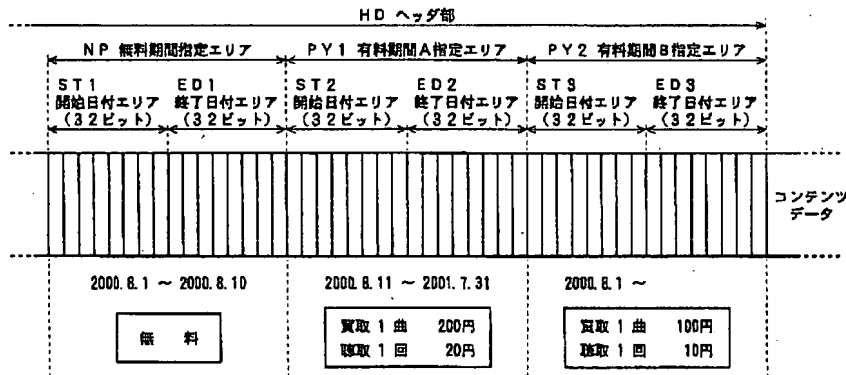 HD ヘッダ部
NP 無料期間指定エリア
PY1 有料期間A指定エリア
PY2 有料期間B指定エリア
ST1
開始日付エリア
(32ビット)
ED1
終了日付エリア
(32ビット)
ST2
開始日付エリア
(32ビット)
ED2
終了日付エリア
(32ビット)
ST3
開始日付エリア
(32ビット)
ED3
終了日付エリア
(32ビット)
コンテンツ
データ
2000.8.1 ~ 2000.8.10
2000.8.11 ~ 2001.7.31
2000.8.1 ~
無 料
買取1曲 200円
聴取1回 20円
買取1曲 100円
聴取1回 10円